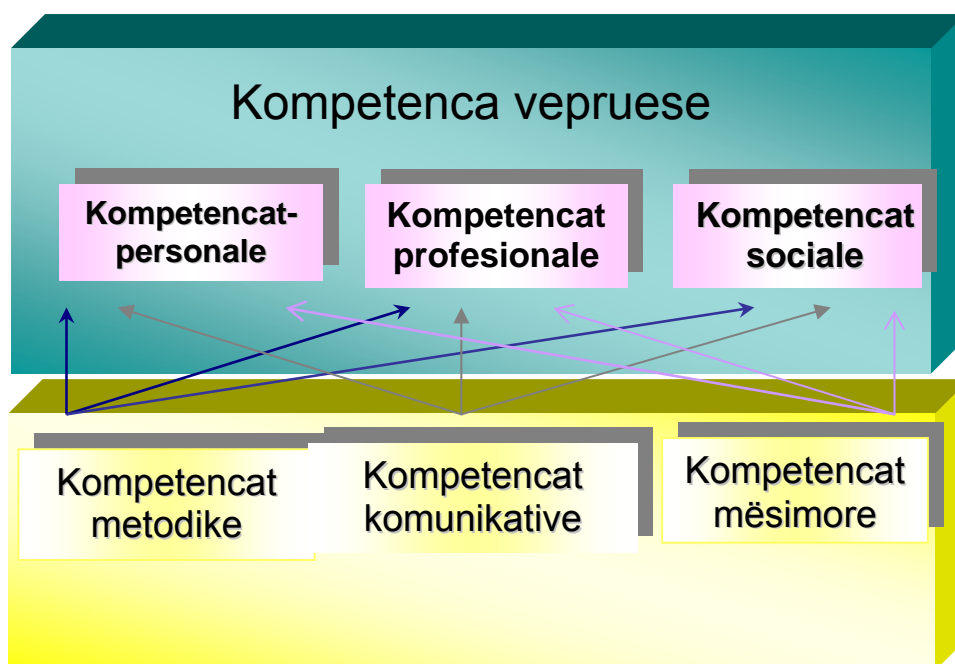 Kompetenca vepruese
Kompetencat-
personale
Kompetencat
profesionale
Kompetencat
sociale
Kompetencat
metodike
Kompetencat
komunikative
Kompetencat
mësimore